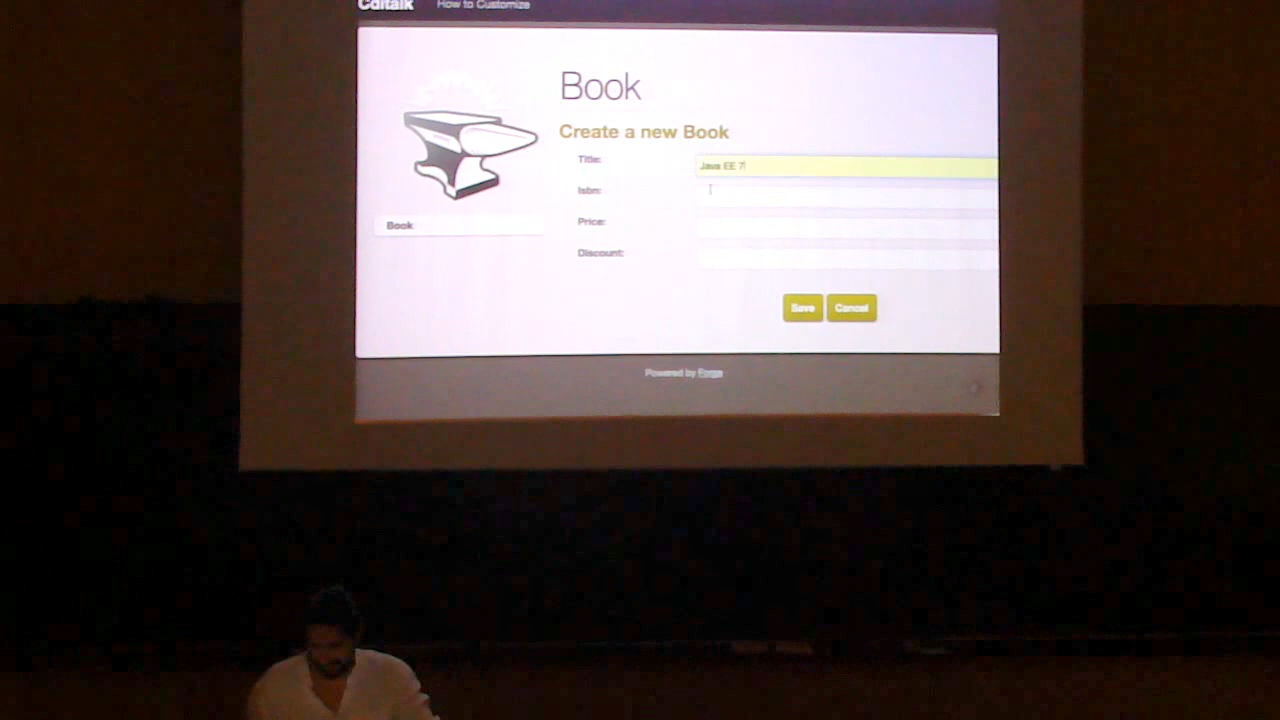 Cditalk How to Customize
Book
Create a new Book
Title: Java EE 7
Isbn:
Book
Price:
Discount:
Save Cancel
Powered by Forge